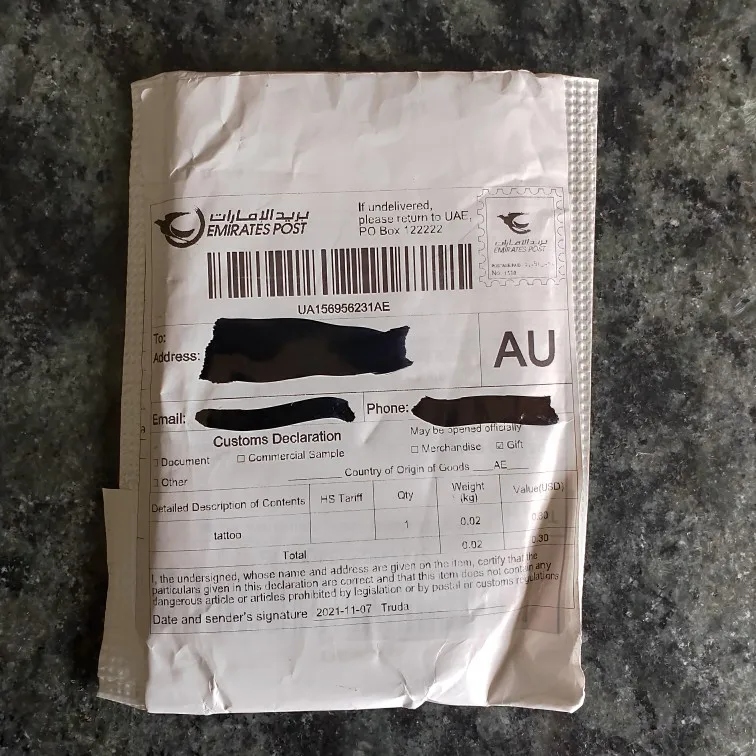 بريد الإمارات
EMIRATES POST
If undelivered,
please return to UAE,
PO Box 122222
بريد الإمارات
EMIRATES POST
UA156956231AE
To:
Address:
AU
Email:
Phone:
Customs Declaration
May be opened officially
Document
Commercial Sample
Merchandise
Gift
Other
Country of Origin of Goods AE
Detailed Description of Contents HS Tariff Qty Weight (kg) Value(USD)
tattoo 1 0.02
Total 0.02 0.30
I, the undersigned, whose name and address are given on the item, certify that the
particulars given in this declaration are correct and that this item does not contain any
dangerous article or articles prohibited by legislation or by postal or customs regulations
Date and sender's signature 2021-11-07 Truda